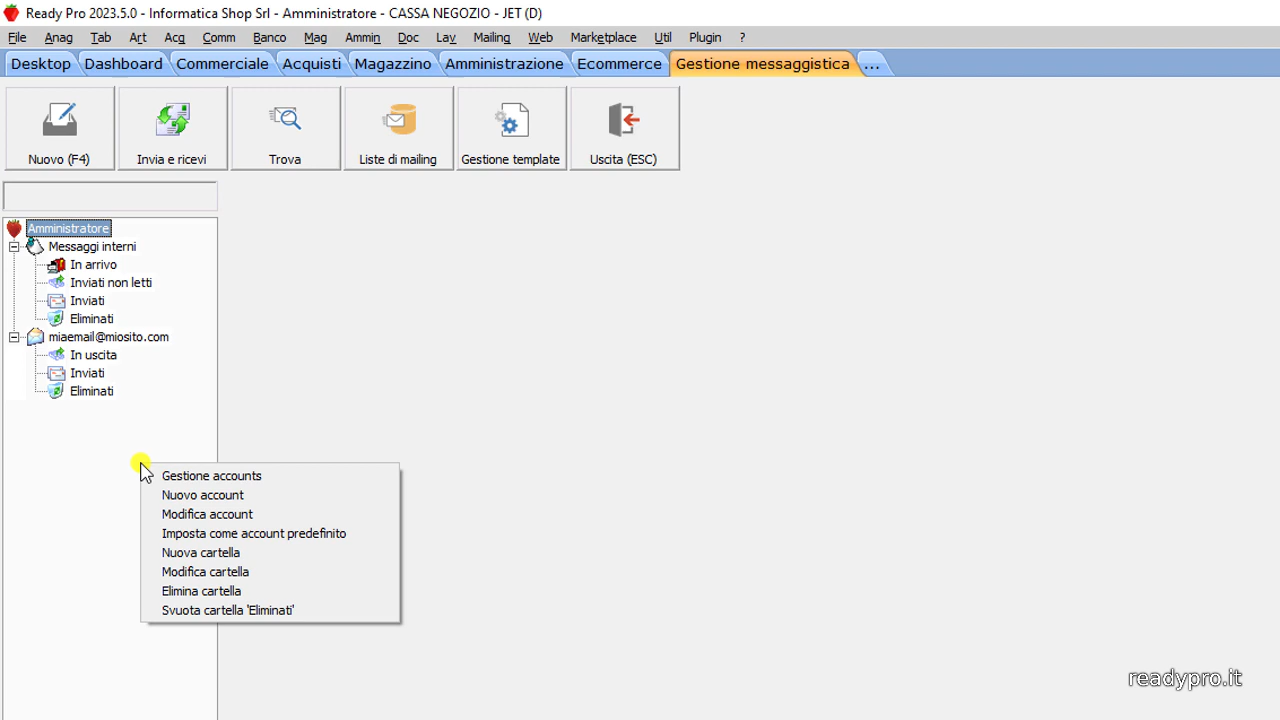 Ready Pro 2023.5.0 - Informatica Shop Srl - Amministratore - CASSA NEGOZIO - JET (D)
File Anag Tab Art Acq Comm Banco Mag Ammin Doc Lav Mailing Web Marketplace Util Plugin ?
Desktop Dashboard Commerciale Acquisti Magazzino Amministrazione Ecommerce Gestione messaggistica ...
Nuovo (F4) Invia e ricevi Trova Liste di mailing Gestione template Uscita (ESC)
Amministratore
Messaggi interni
In arrivo
Inviati non letti
Inviati
Eliminati
miaemail@miosito.com
In uscita
Inviati
Eliminati
Gestione accounts
Nuovo account
Modifica account
Imposta come account predefinito
Nuova cartella
Modifica cartella
Elimina cartella
Svuota cartella 'Eliminati'
readypro.it